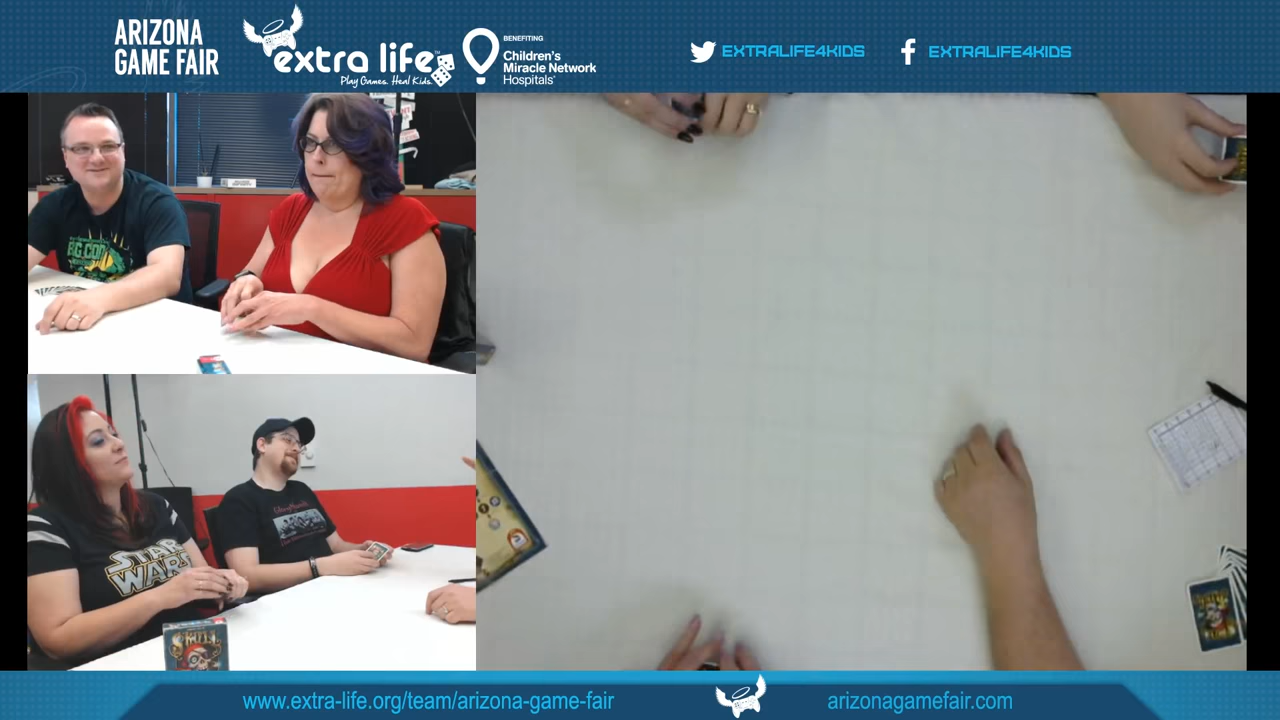 ARIZONA
GAME FAIR
extra life
Play Games. Heal Kids.
BENEFITING
Children's
Miracle Network
Hospitals
EXTRALIFE4KIDS
EXTRALIFE4KIDS
STAR
WARS
SKULL
www.extra-life.org/team/arizona-game-fair
arizonagamefair.com